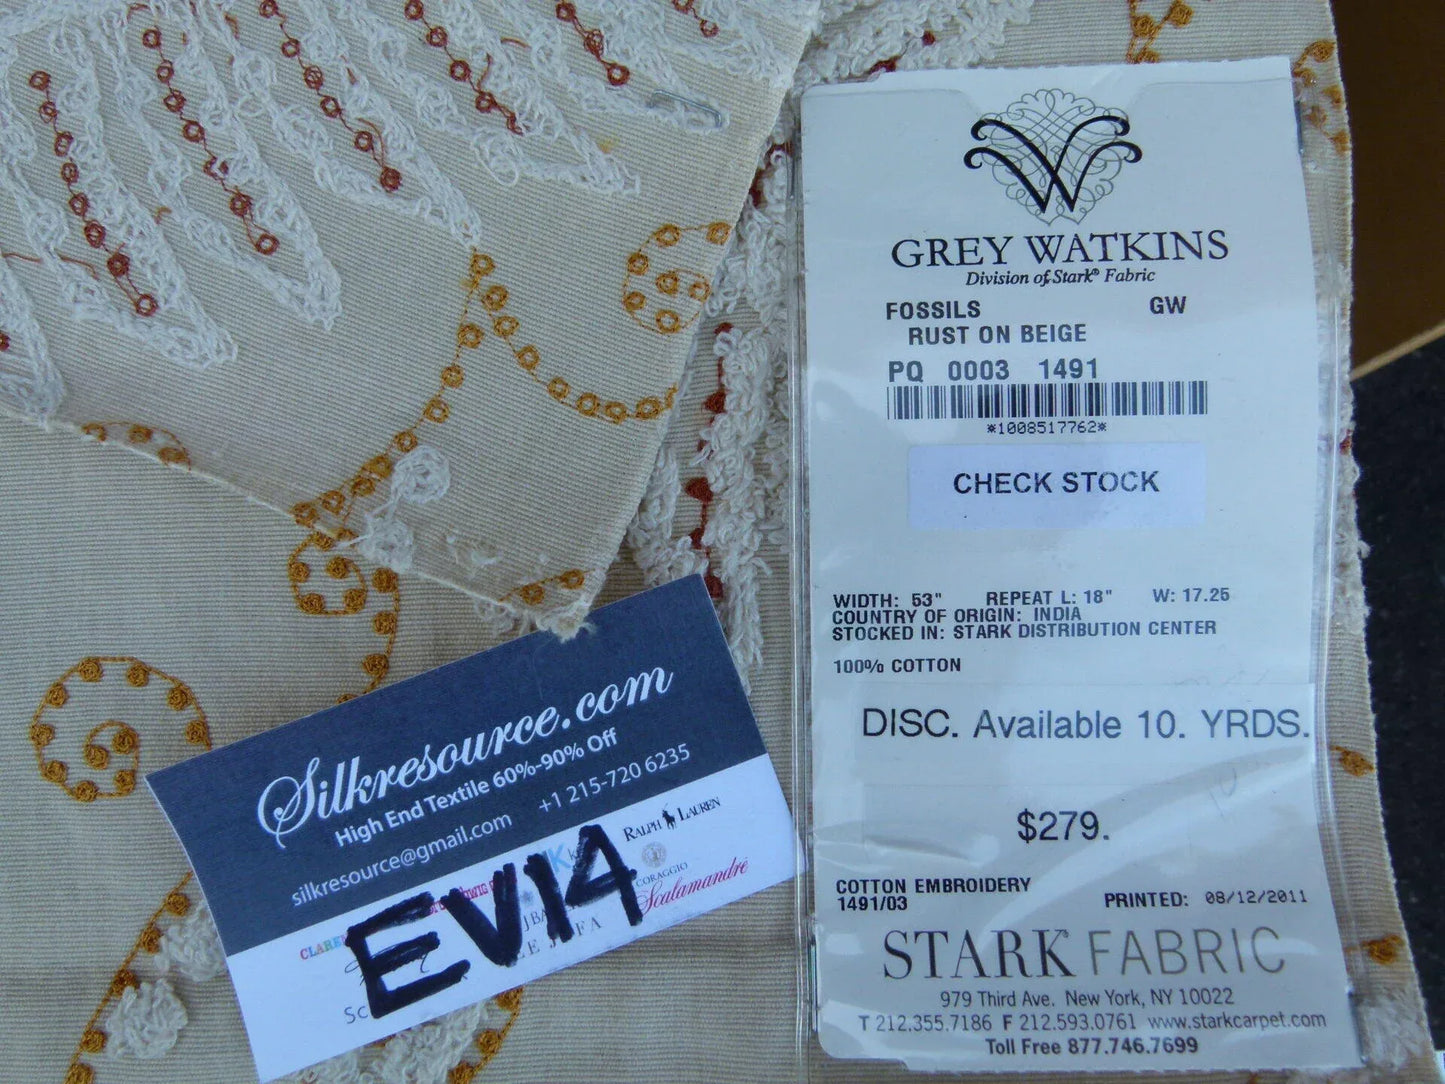 GREY WATKINS
Division of Stark® Fabric
FOSSILS GW
RUST ON BEIGE
PQ 0003 1491
*1008517762*
CHECK STOCK
WIDTH: 53" REPEAT L: 18" W: 17.25
COUNTRY OF ORIGIN: INDIA
STOCKED IN: STARK DISTRIBUTION CENTER
100% COTTON
DISC. Available 10. YRDS.
$279.
COTTON EMBROIDERY
1491/03 PRINTED: 08/12/2011
STARK® FABRIC
979 Third Ave. New York, NY 10022
T 212.355.7186 F 212.593.0761 www.starkcarpet.com
Toll Free 877.746.7699
Silkresource.com
High End Textile 60%-90% Off
silkresource@gmail.com +1 215-720 6235
RALPH LAUREN
CORAGGIO
Scalamandré
EV14